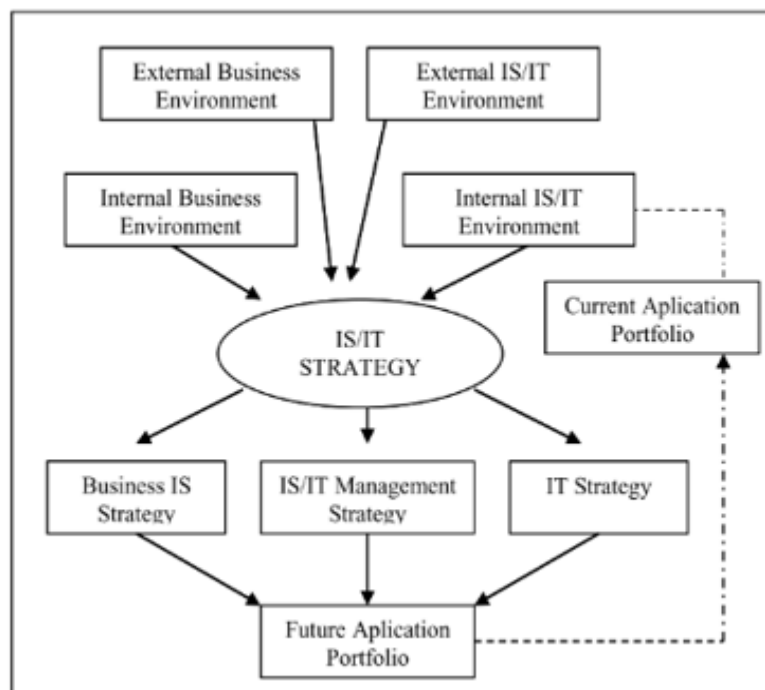 External Business
Environment
External IS/IT
Environment
Internal Business
Environment
Internal IS/IT
Environment
Current Aplication
Portfolio
IS/IT
STRATEGY
Business IS
Strategy
IS/IT Management
Strategy
IT Strategy
Future Aplication
Portfolio